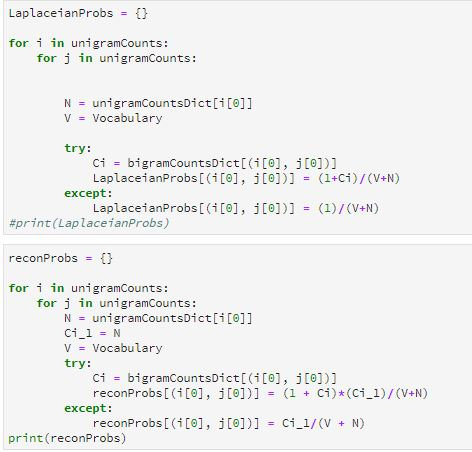 LaplaceianProbs = {}
for i in unigramCounts:
    for j in unigramCounts:
        N = unigramCountsDict[i[0]]
        V = Vocabulary
        try:
            Ci = bigramCountsDict[(i[0], j[0])]
            LaplaceianProbs[(i[0], j[0])] = (1+Ci)/(V+N)
        except:
            LaplaceianProbs[(i[0], j[0])] = (1)/(V+N)
#print(LaplaceianProbs)
reconProbs = {}
for i in unigramCounts:
    for j in unigramCounts:
        N = unigramCountsDict[i[0]]
        Ci_1 = N
        V = Vocabulary
        try:
            Ci = bigramCountsDict[(i[0], j[0])]
            reconProbs[(i[0], j[0])] = (1 + Ci)*(Ci_1)/(V+N)
        except:
            reconProbs[(i[0], j[0])] = Ci_1/(V + N)
print(reconProbs)